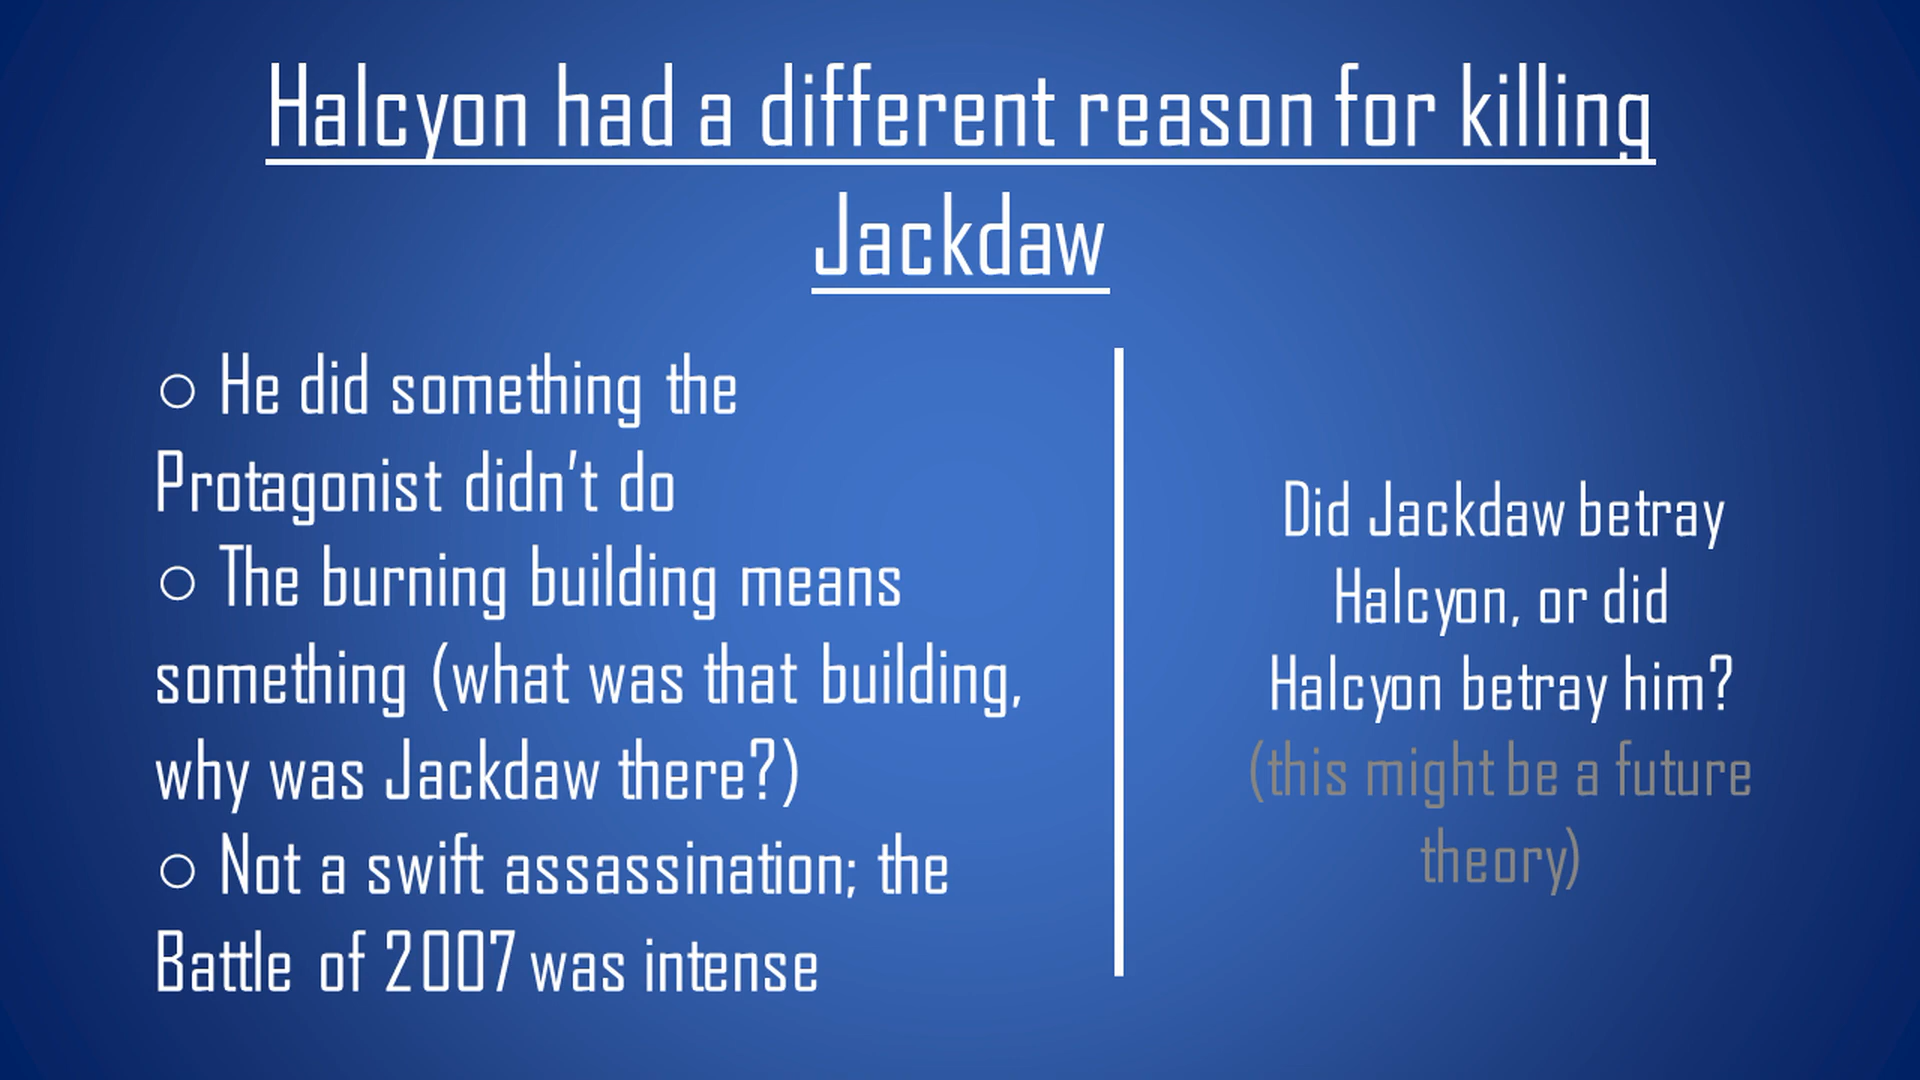 Halcyon had a different reason for killing
Jackdaw
○ He did something the
Protagonist didn't do
○ The burning building means
something (what was that building,
why was Jackdaw there?)
○ Not a swift assassination; the
Battle of 2007 was intense
Did Jackdaw betray
Halcyon, or did
Halcyon betray him?
(this might be a future
theory)